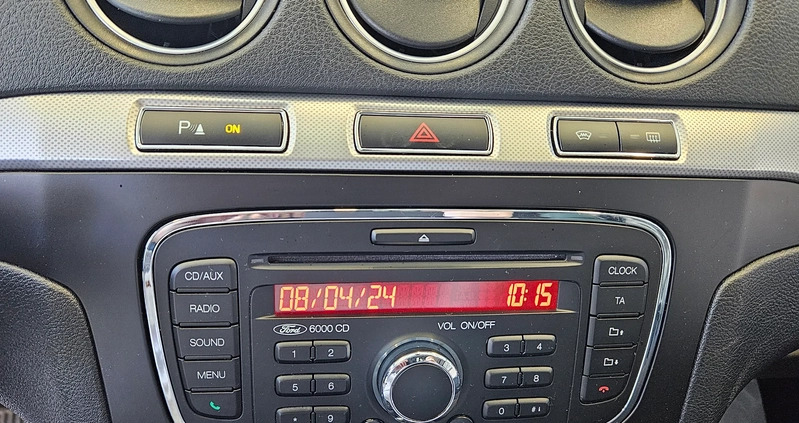 P ON
CD/AUX CLOCK
08/04/24 10:15
RADIO TA
Ford 6000 CD VOL ON/OFF
SOUND 1 2 3 4
MENU 5 6 7 8
* 9 0 #